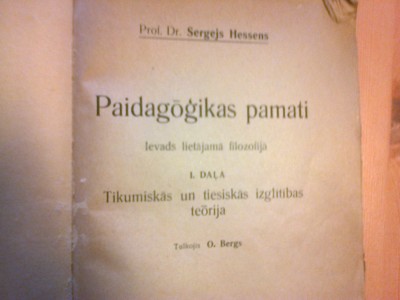 Prof. Dr. Sergejs Hessens
Paidagōģikas pamati
Ievads lietājamā filozofijā
I. DAĻA
Tikumiskās un tiesiskās izglītības
teōrija
Tulkojis O. Bergs